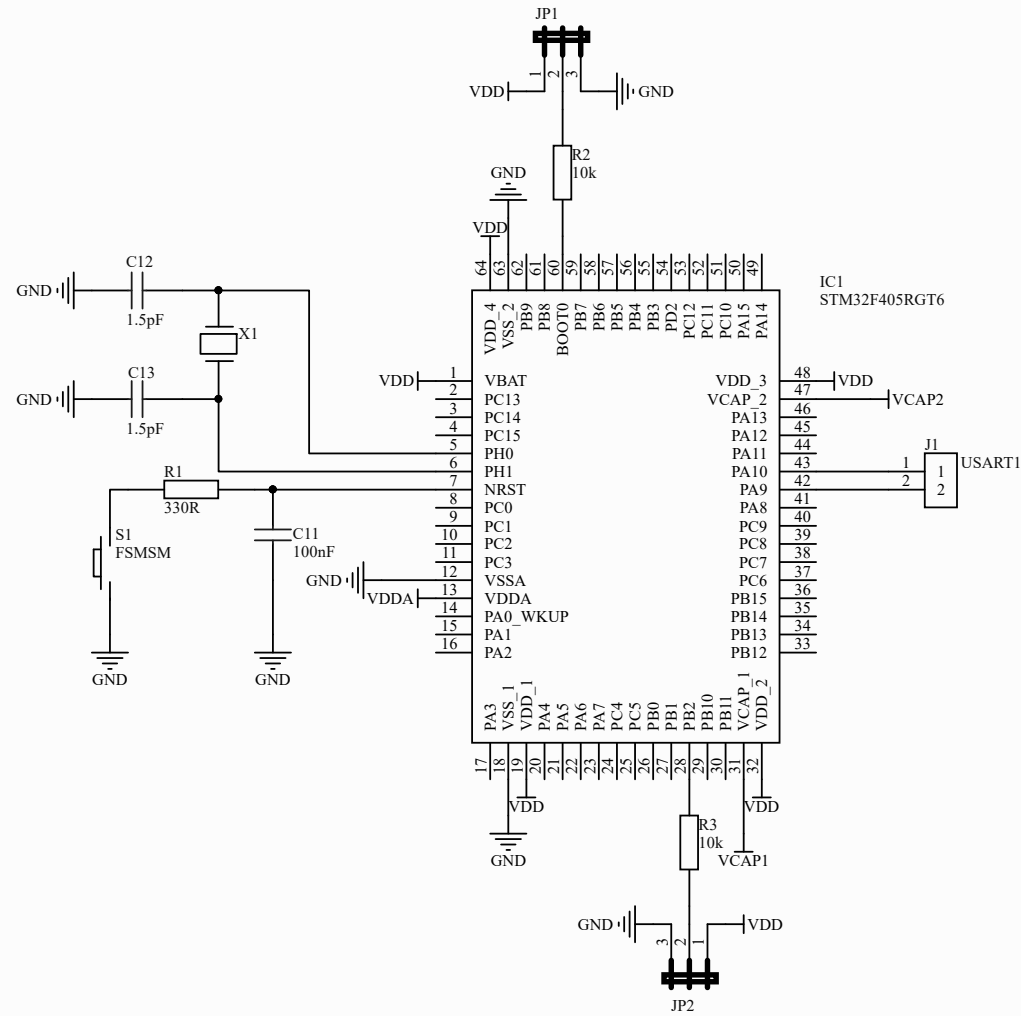 JP1
1
2
3
VDD
GND
R2
10k
GND
VDD
64
63
62
61
60
59
58
57
56
55
54
53
52
51
50
49
IC1
STM32F405RGT6
VDD_4
VSS_2
PB9
PB8
BOOT0
PB7
PB6
PB5
PB4
PB3
PD2
PC12
PC11
PC10
PA15
PA14
C12
GND
1.5pF
X1
C13
GND
1.5pF
VDD 1 VBAT
2 PC13
3 PC14
4 PC15
5 PH0
6 PH1
7 NRST
8 PC0
9 PC1
10 PC2
11 PC3
GND 12 VSSA
VDDA 13 VDDA
14 PA0_WKUP
15 PA1
16 PA2
R1
330R
S1
FSMSM
C11
100nF
GND
GND
VDD_3 48 VDD
VCAP_2 47 VCAP2
PA13 46
PA12 45
PA11 44
PA10 43
PA9 42
PA8 41
PC9 40
PC8 39
PC7 38
PC6 37
PB15 36
PB14 35
PB13 34
PB12 33
J1
USART1
1 1
2 2
PA3
VSS_1
VDD_1
PA4
PA5
PA6
PA7
PC4
PC5
PB0
PB1
PB2
PB10
PB11
VCAP_1
VDD_2
17
18
19
20
21
22
23
24
25
26
27
28
29
30
31
32
VDD
VDD
GND
R3
10k
VCAP1
GND
VDD
3
2
1
JP2